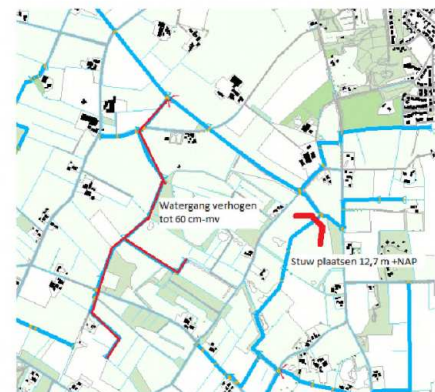 Watergang verhogen
tot 60 cm-mv
Stuw plaatsen 12,7 m +NAP